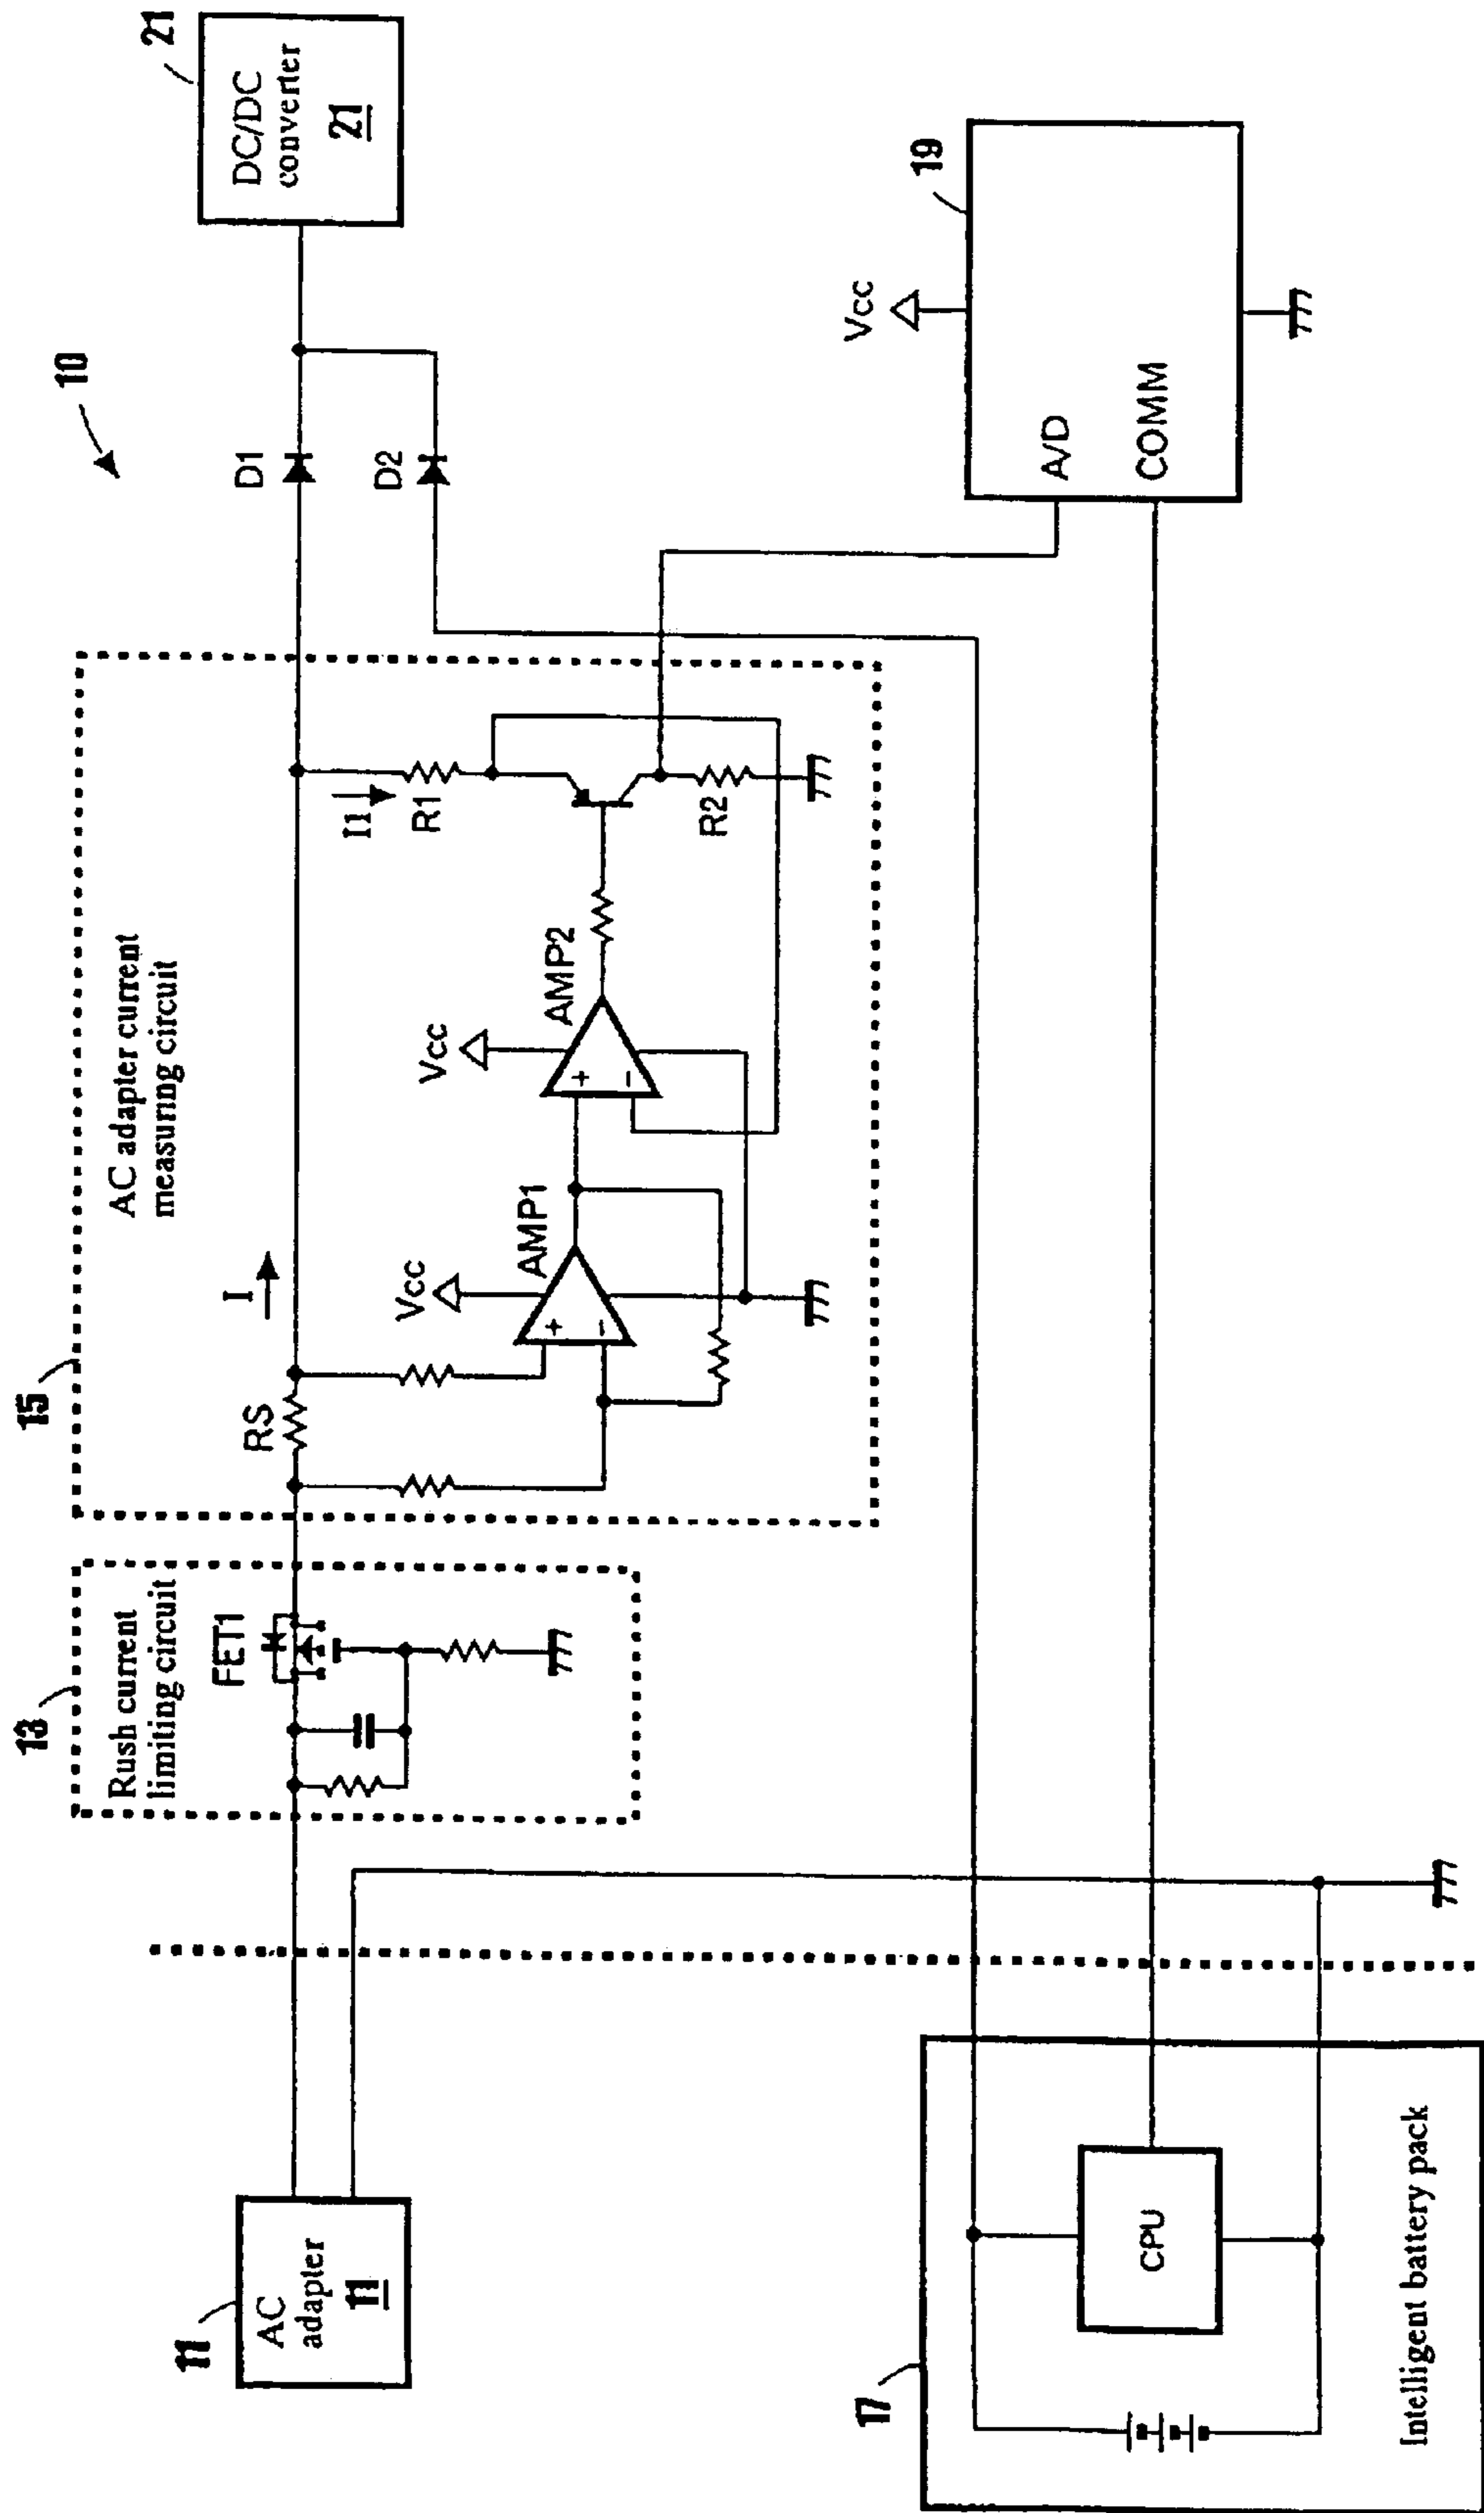 10
15
13
11
AC
adapter
11
Rush current
limiting circuit
FET1
RS
I
AC adapter current
measuring circuit
Vcc
AMP1
+
−
Vcc
AMP2
+
−
I1
R1
R2
D1
D2
21
DC/DC
converter
21
17
CPU
Intelligent battery pack
19
Vcc
A/D
COMM